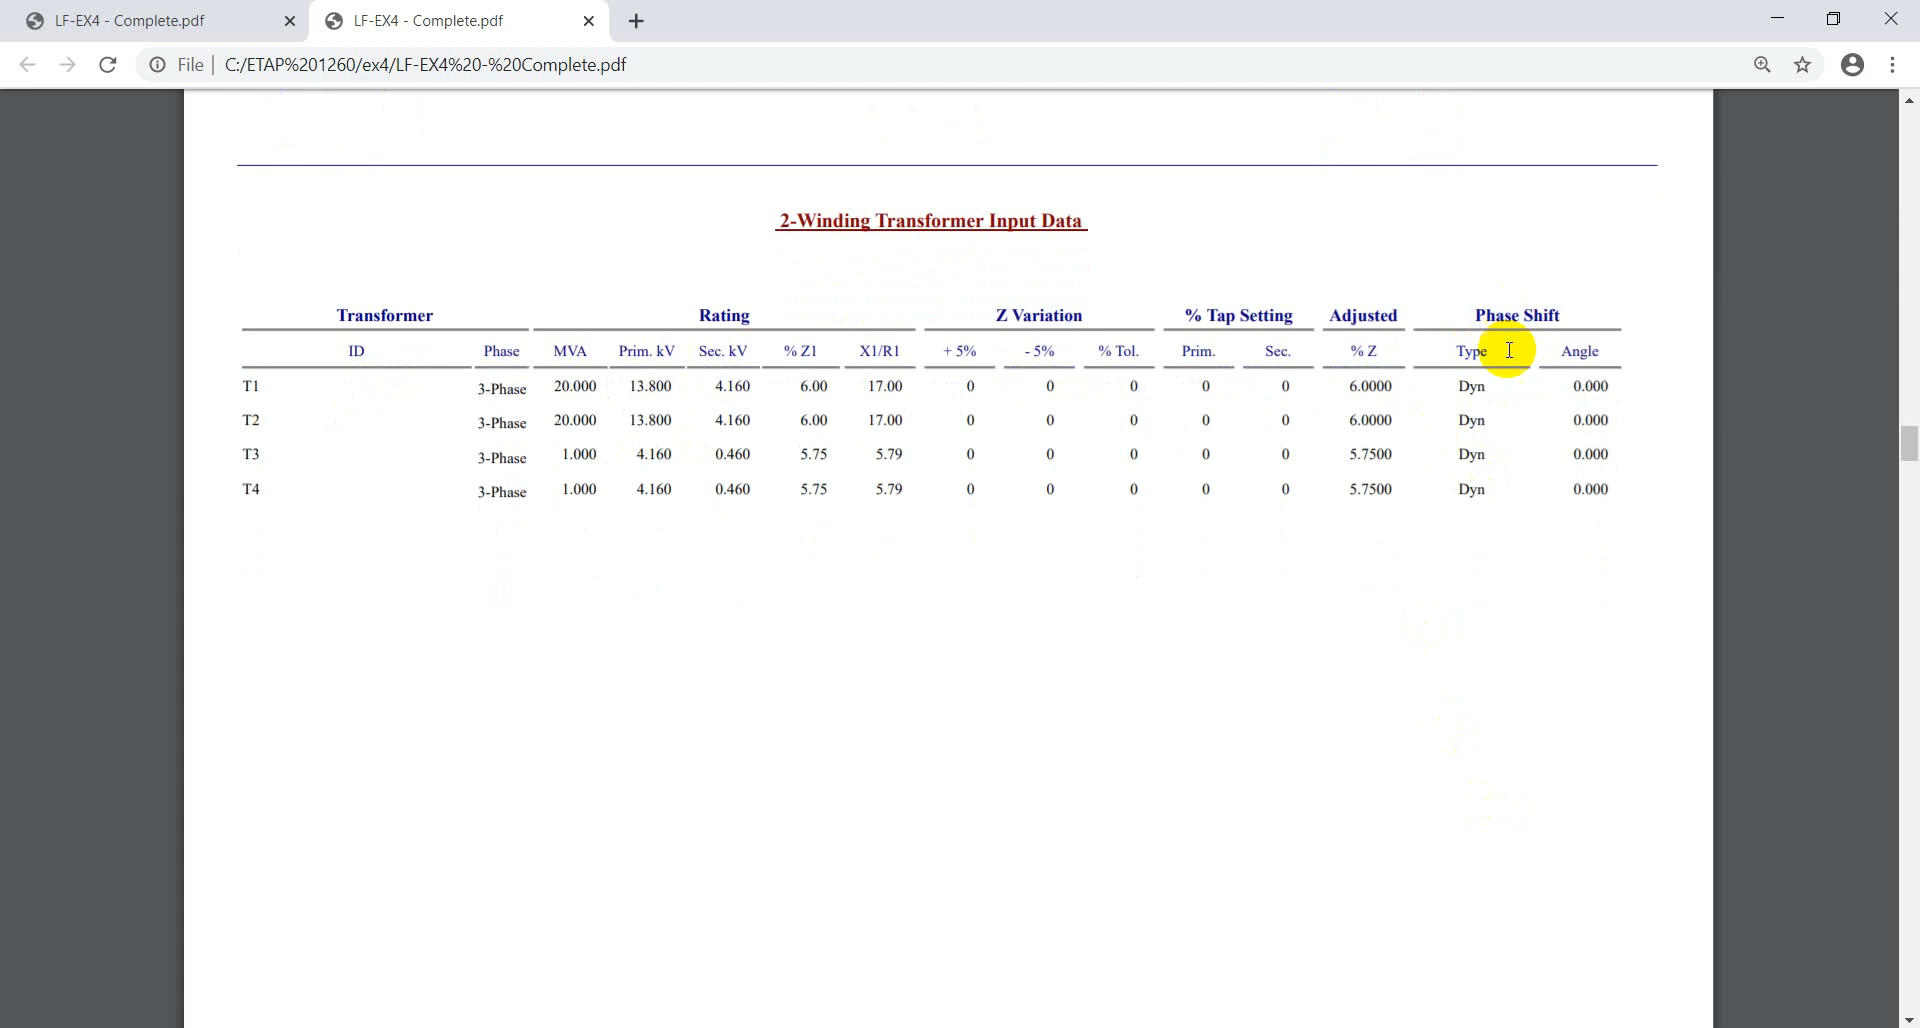 LF-EX4 - Complete.pdf LF-EX4 - Complete.pdf
File C:/ETAP%201260/ex4/LF-EX4%20-%20Complete.pdf
2-Winding Transformer Input Data
Transformer Rating Z Variation % Tap Setting Adjusted Phase Shift
ID Phase MVA Prim. kV Sec. kV % Z1 X1/R1 + 5% - 5% % Tol. Prim. Sec. % Z Type Angle
T1 3-Phase 20.000 13.800 4.160 6.00 17.00 0 0 0 0 0 6.0000 Dyn 0.000
T2 3-Phase 20.000 13.800 4.160 6.00 17.00 0 0 0 0 0 6.0000 Dyn 0.000
T3 3-Phase 1.000 4.160 0.460 5.75 5.79 0 0 0 0 0 5.7500 Dyn 0.000
T4 3-Phase 1.000 4.160 0.460 5.75 5.79 0 0 0 0 0 5.7500 Dyn 0.000